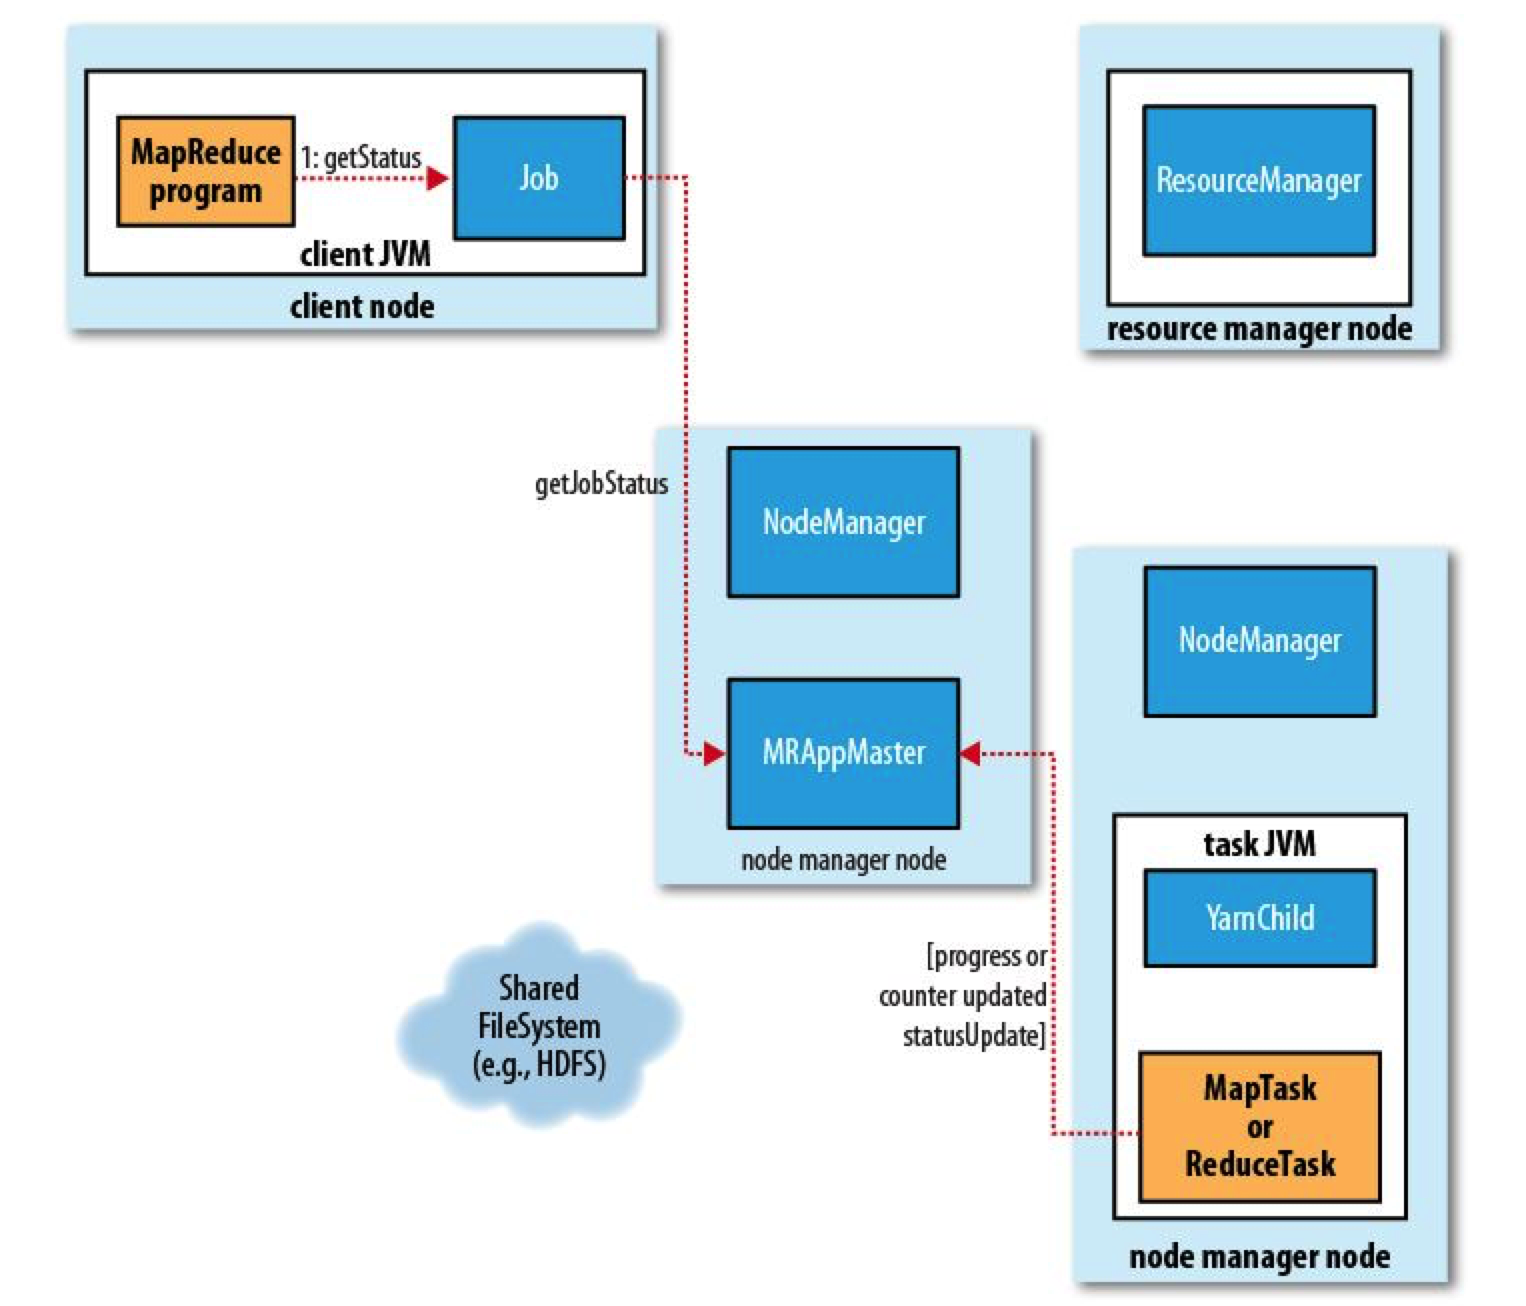 MapReduce
program
1: getStatus
Job
client JVM
client node
ResourceManager
resource manager node
getJobStatus
NodeManager
MRAppMaster
node manager node
NodeManager
task JVM
YarnChild
[progress or
counter updated
statusUpdate]
MapTask
or
ReduceTask
node manager node
Shared
FileSystem
(e.g., HDFS)